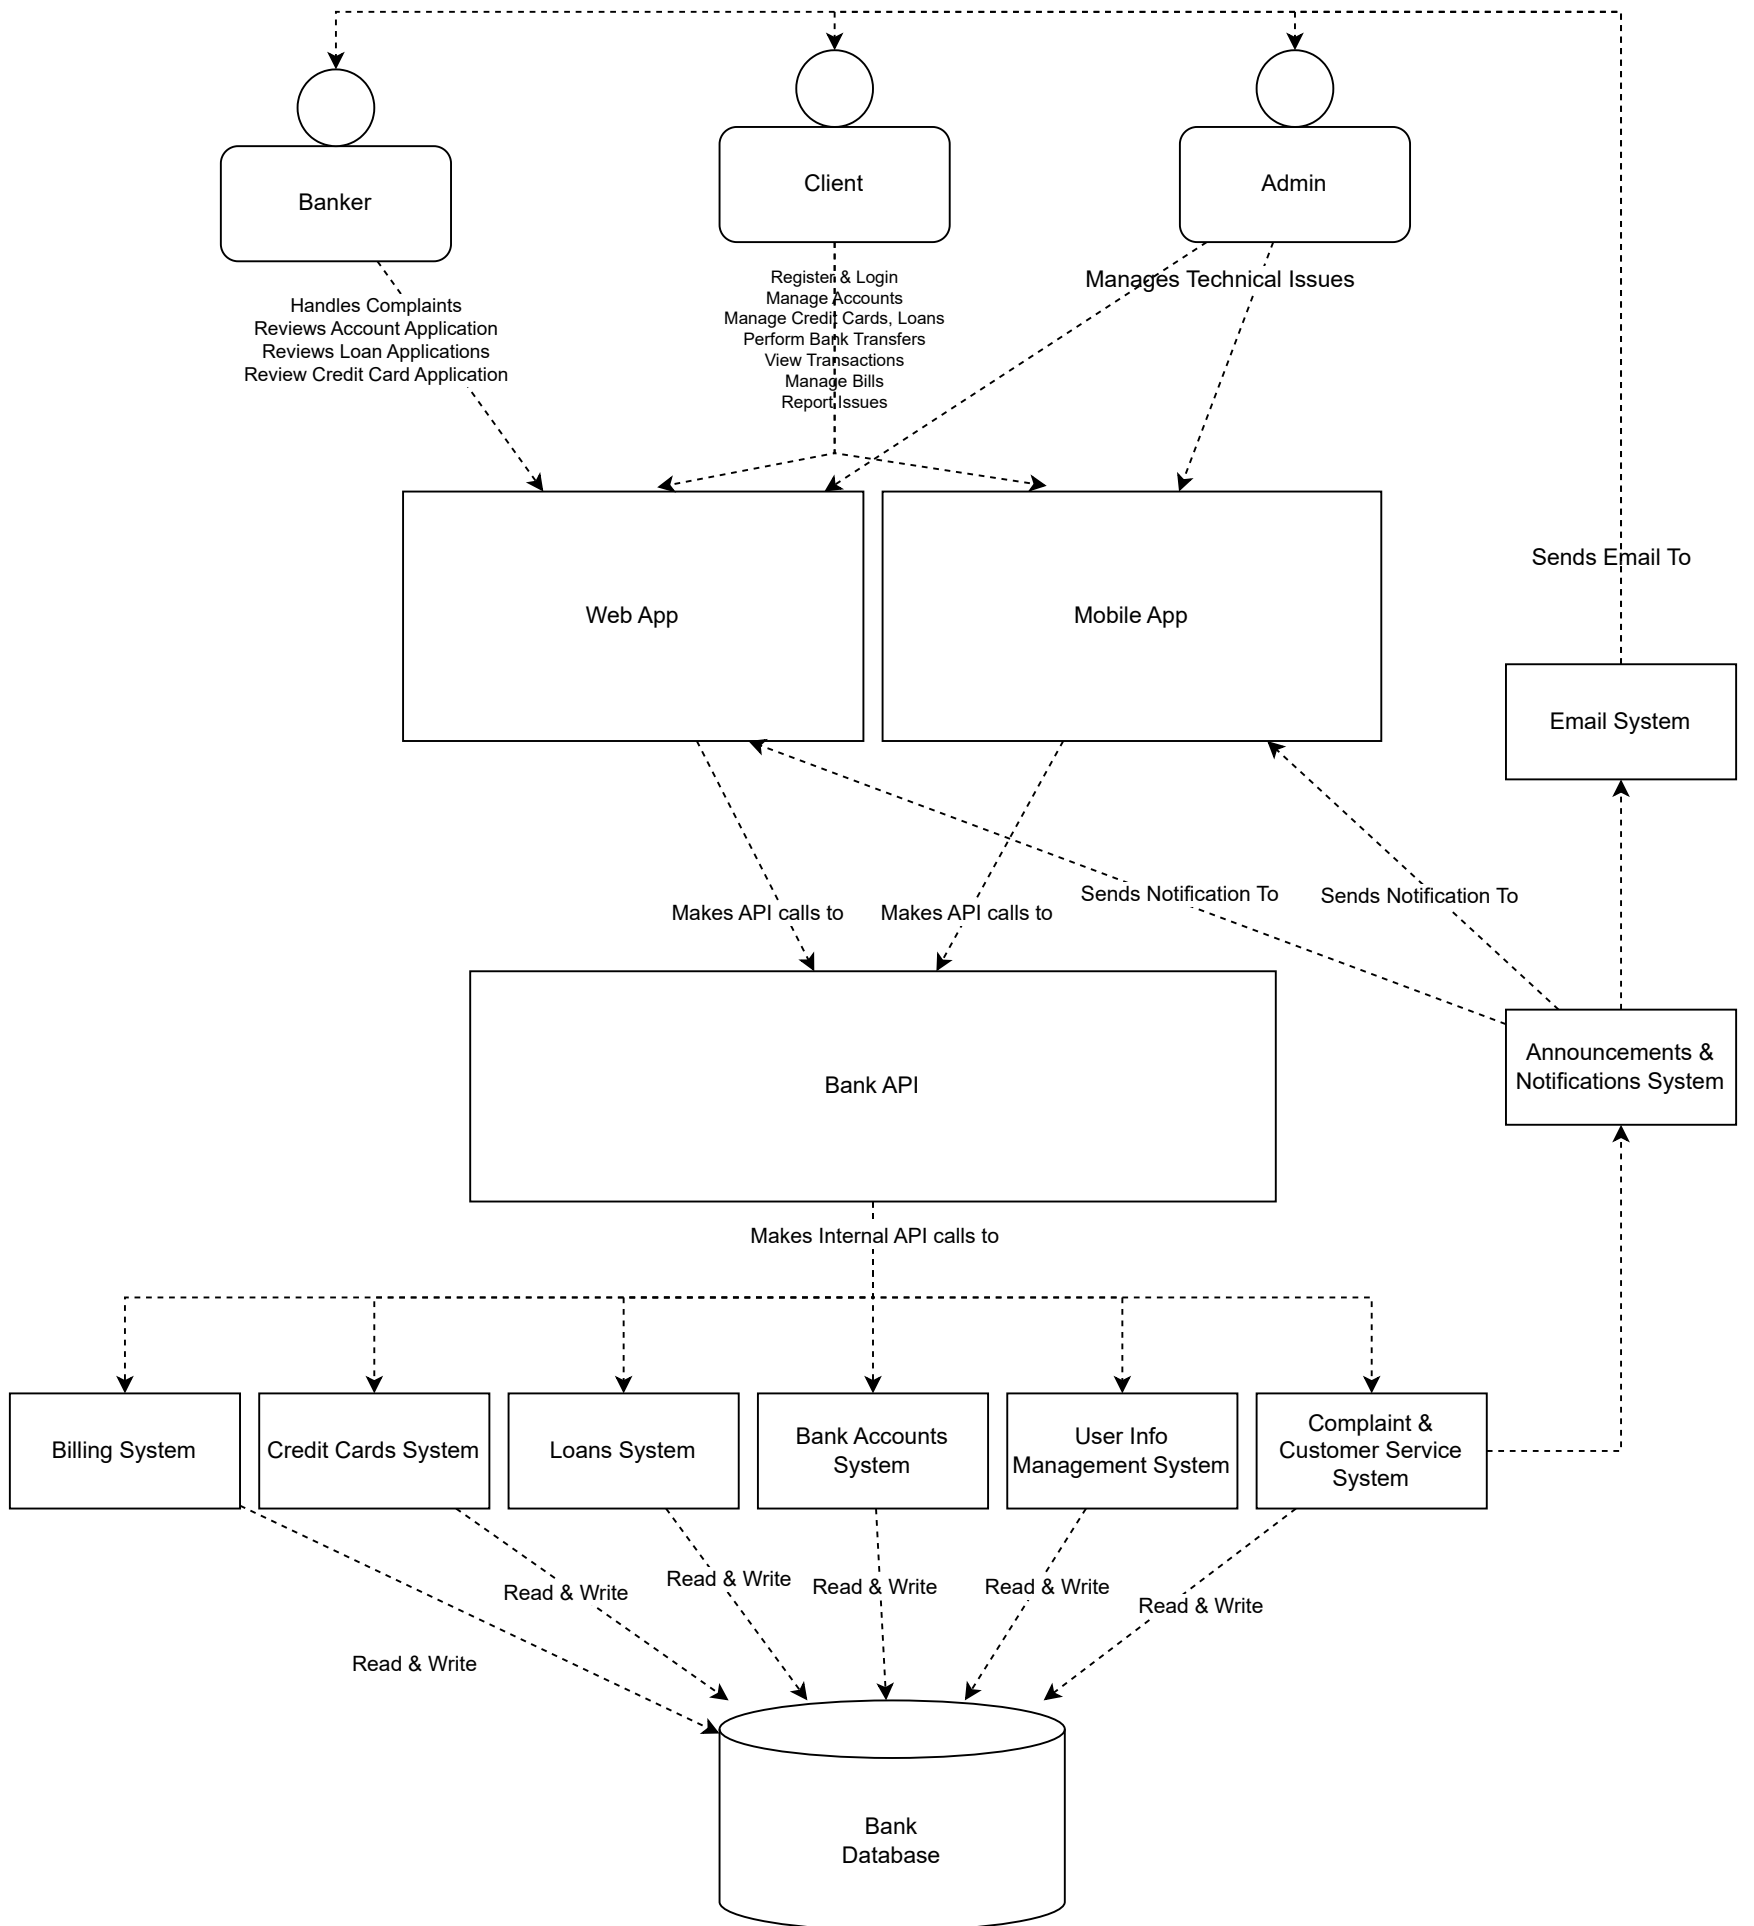 Banker
Client
Admin
Handles Complaints
Reviews Account Application
Reviews Loan Applications
Review Credit Card Application
Register & Login
Manage Accounts
Manage Credit Cards, Loans
Perform Bank Transfers
View Transactions
Manage Bills
Report Issues
Manages Technical Issues
Web App
Mobile App
Sends Email To
Email System
Makes API calls to
Makes API calls to
Sends Notification To
Sends Notification To
Bank API
Announcements &
Notifications System
Makes Internal API calls to
Billing System
Credit Cards System
Loans System
Bank Accounts
System
User Info
Management System
Complaint &
Customer Service
System
Read & Write
Read & Write
Read & Write
Read & Write
Read & Write
Read & Write
Bank
Database